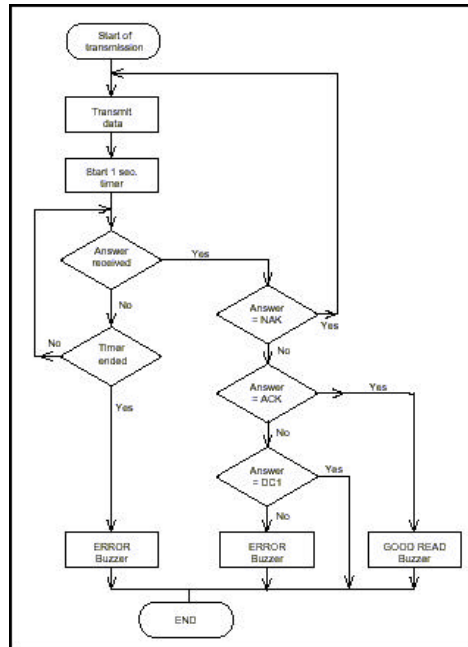 Start of
transmission
Transmit
data
Start 1 sec.
timer
Answer
received
Yes
No
Answer
= NAK
Yes
No
Timer
ended
No
Yes
Answer
= ACK
Yes
No
Answer
= DC1
Yes
No
ERROR
Buzzer
ERROR
Buzzer
GOOD READ
Buzzer
END